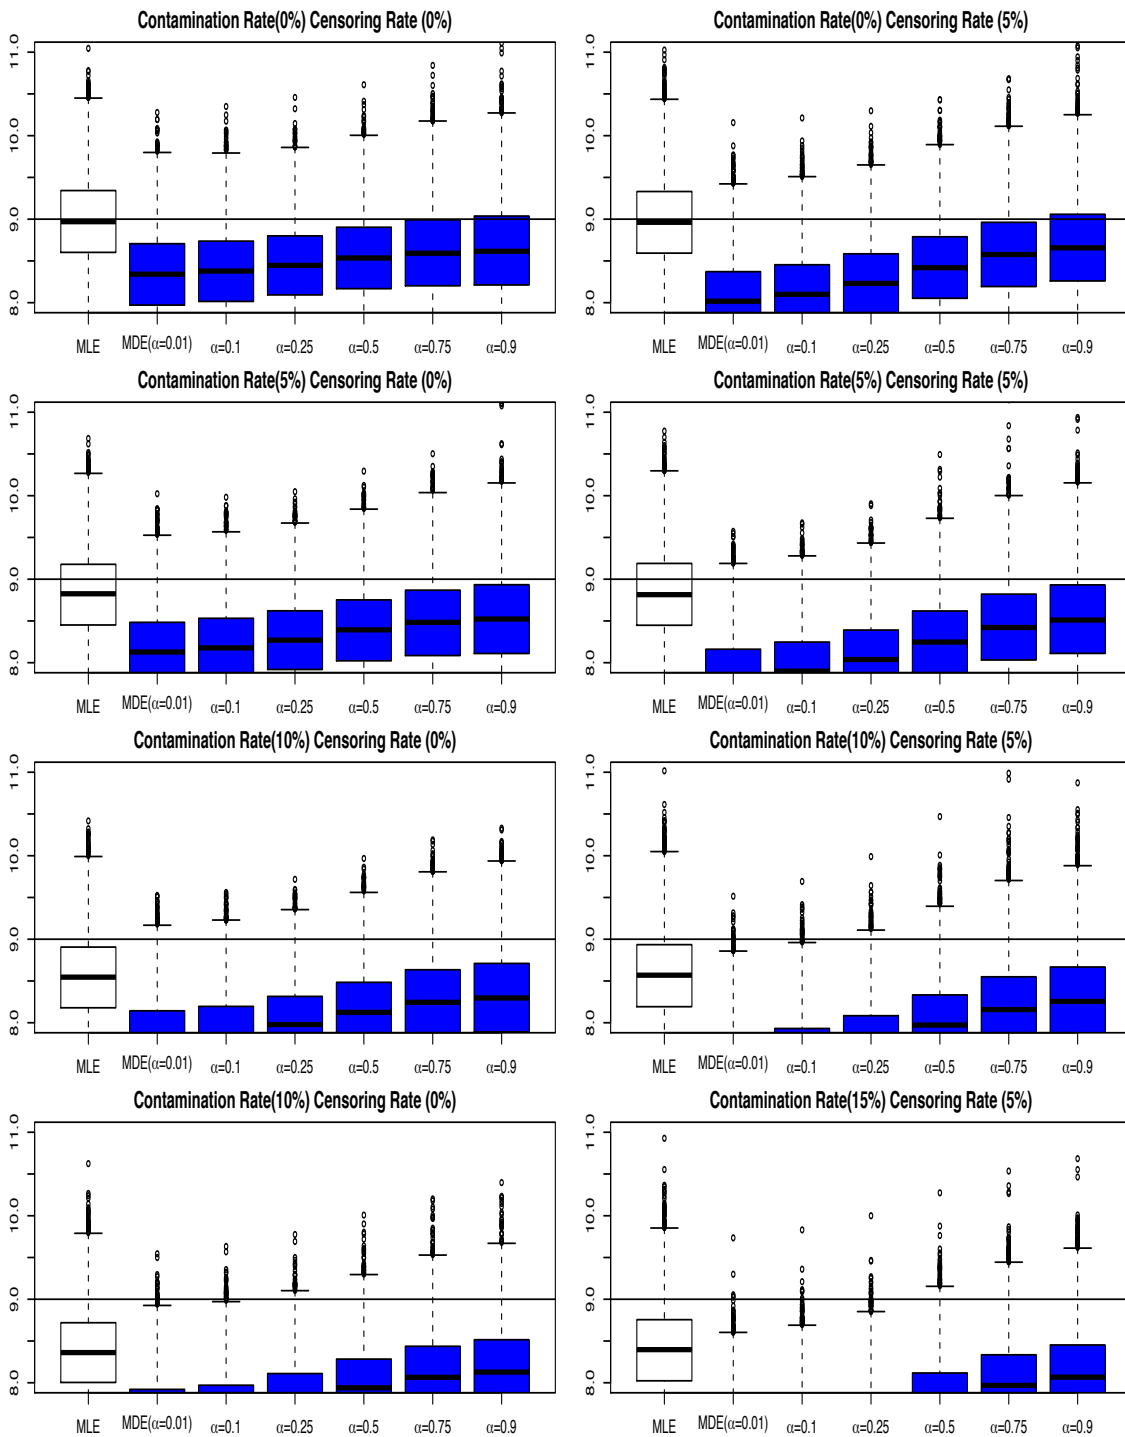 Contamination Rate(0%) Censoring Rate (0%)
11.0
10.0
9.0
8.0
MLE MDE(α=0.01) α=0.1 α=0.25 α=0.5 α=0.75 α=0.9
Contamination Rate(0%) Censoring Rate (5%)
11.0
10.0
9.0
8.0
MLE MDE(α=0.01) α=0.1 α=0.25 α=0.5 α=0.75 α=0.9
Contamination Rate(5%) Censoring Rate (0%)
11.0
10.0
9.0
8.0
MLE MDE(α=0.01) α=0.1 α=0.25 α=0.5 α=0.75 α=0.9
Contamination Rate(5%) Censoring Rate (5%)
11.0
10.0
9.0
8.0
MLE MDE(α=0.01) α=0.1 α=0.25 α=0.5 α=0.75 α=0.9
Contamination Rate(10%) Censoring Rate (0%)
11.0
10.0
9.0
8.0
MLE MDE(α=0.01) α=0.1 α=0.25 α=0.5 α=0.75 α=0.9
Contamination Rate(10%) Censoring Rate (5%)
11.0
10.0
9.0
8.0
MLE MDE(α=0.01) α=0.1 α=0.25 α=0.5 α=0.75 α=0.9
Contamination Rate(10%) Censoring Rate (0%)
11.0
10.0
9.0
8.0
MLE MDE(α=0.01) α=0.1 α=0.25 α=0.5 α=0.75 α=0.9
Contamination Rate(15%) Censoring Rate (5%)
11.0
10.0
9.0
8.0
MLE MDE(α=0.01) α=0.1 α=0.25 α=0.5 α=0.75 α=0.9